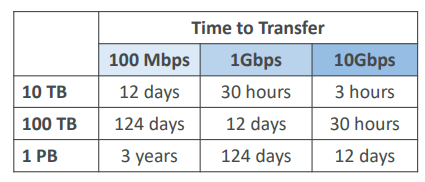 Time to Transfer
100 Mbps 1Gbps 10Gbps
10 TB 12 days 30 hours 3 hours
100 TB 124 days 12 days 30 hours
1 PB 3 years 124 days 12 days